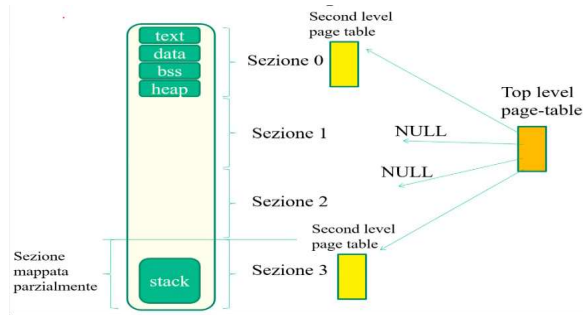 text
data
bss
heap
Sezione 0
Second level
page table
Top level
page-table
Sezione 1
NULL
NULL
Sezione 2
Second level
page table
Sezione
mappata
parzialmente
stack
Sezione 3